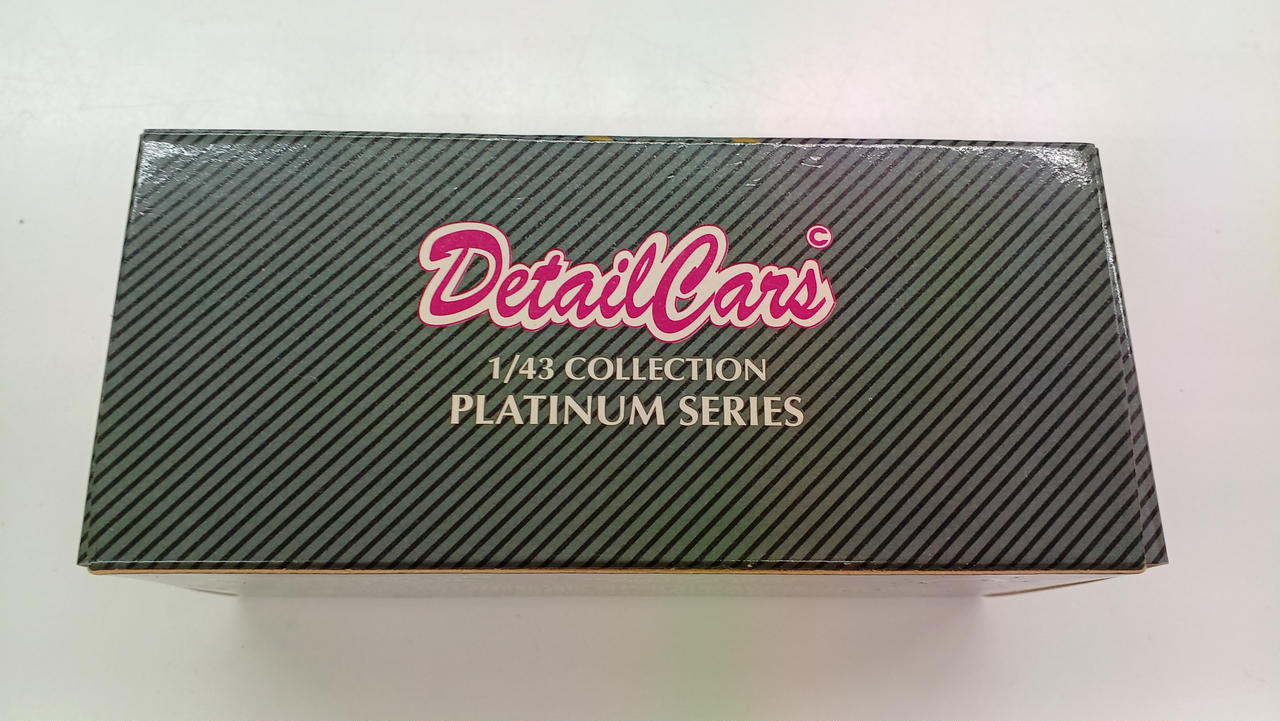 DetailCars ©
1/43 COLLECTION
PLATINUM SERIES